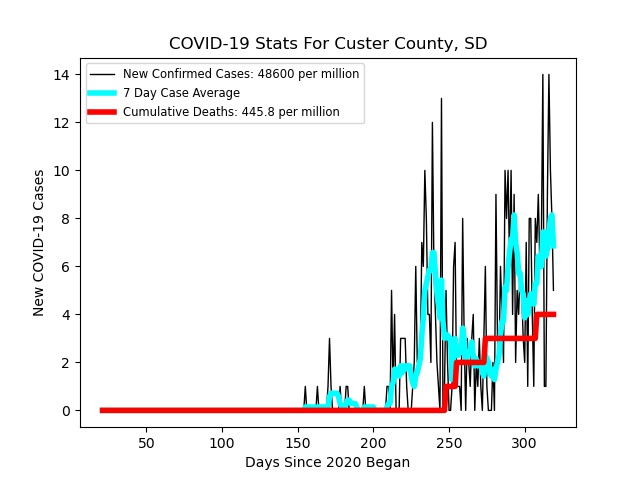 COVID-19 Stats For Custer County, SD
New Confirmed Cases: 48600 per million
7 Day Case Average
Cumulative Deaths: 445.8 per million
New COVID-19 Cases
14
12
10
8
6
4
2
0
50
100
150
200
250
300
Days Since 2020 Began